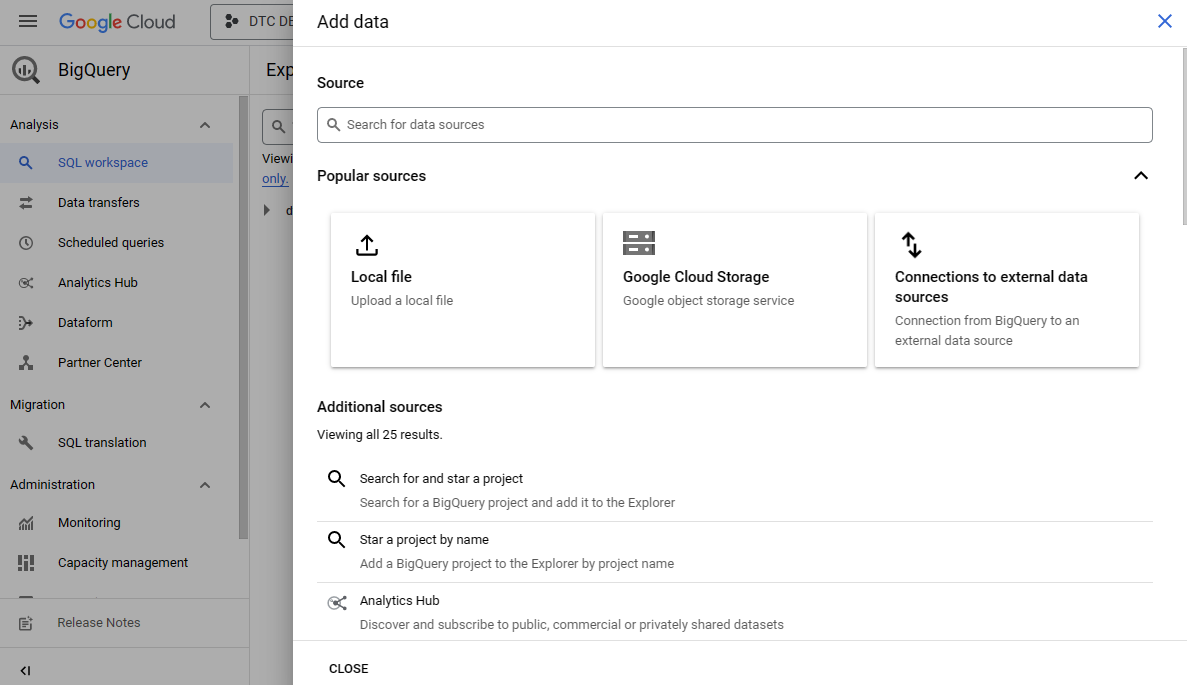 Google Cloud
DTC DE
BigQuery
Exp
Analysis
SQL workspace
Data transfers
Scheduled queries
Analytics Hub
Dataform
Partner Center
Migration
SQL translation
Administration
Monitoring
Capacity management
Release Notes
Viewi
only.
d
Add data
Source
Search for data sources
Popular sources
Local file
Upload a local file
Google Cloud Storage
Google object storage service
Connections to external data
sources
Connection from BigQuery to an
external data source
Additional sources
Viewing all 25 results.
Search for and star a project
Search for a BigQuery project and add it to the Explorer
Star a project by name
Add a BigQuery project to the Explorer by project name
Analytics Hub
Discover and subscribe to public, commercial or privately shared datasets
CLOSE